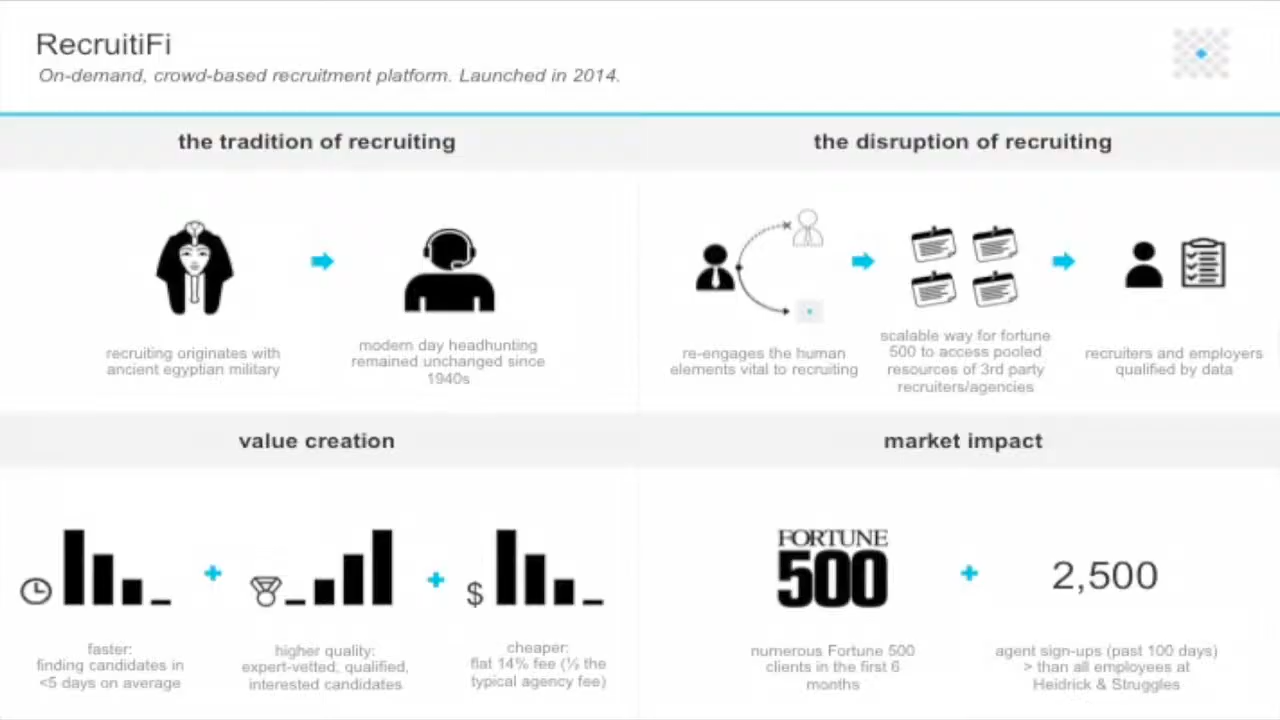 RecruitiFi
On-demand, crowd-based recruitment platform. Launched in 2014.
the tradition of recruiting
recruiting originates with
ancient egyptian military
modern day headhunting
remained unchanged since
1940s
the disruption of recruiting
re-engages the human
elements vital to recruiting
scalable way for fortune
500 to access pooled
resources of 3rd party
recruiters/agencies
recruiters and employers
qualified by data
value creation
faster:
finding candidates in
<5 days on average
higher quality:
expert-vetted, qualified,
interested candidates
$
cheaper:
flat 14% fee (½ the
typical agency fee)
market impact
FORTUNE
500
numerous Fortune 500
clients in the first 6
months
2,500
agent sign-ups (past 100 days)
> than all employees at
Heidrick & Struggles